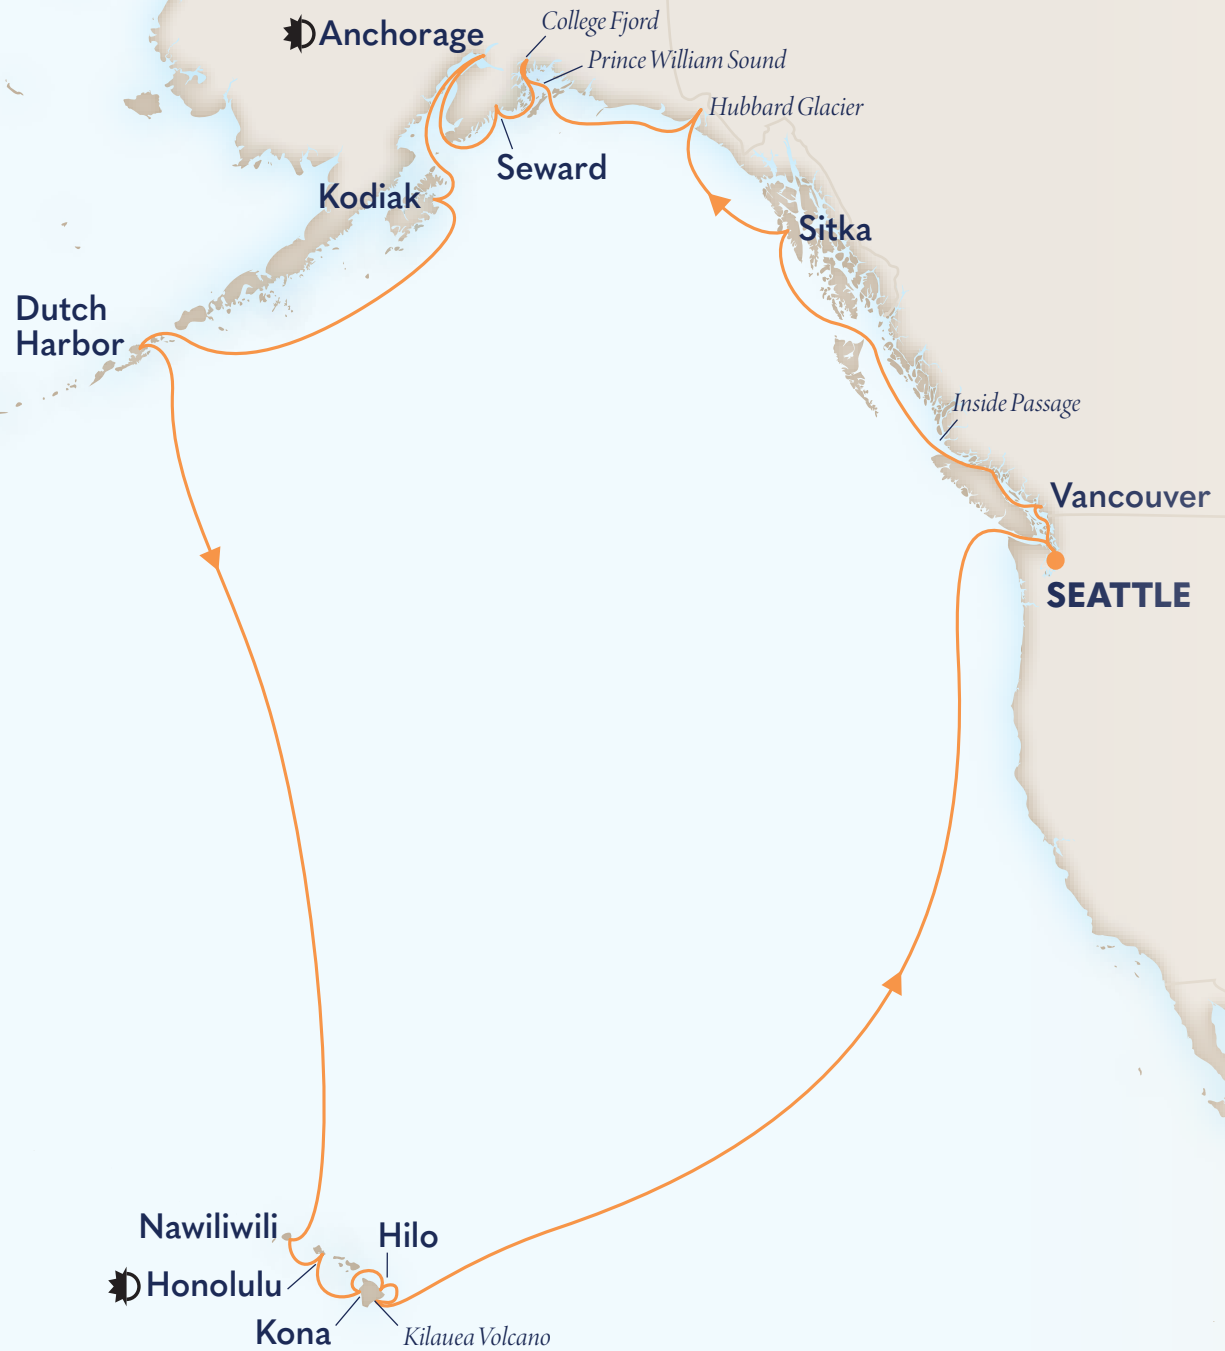 College Fjord
Anchorage
Prince William Sound
Hubbard Glacier
Seward
Kodiak
Sitka
Dutch
Harbor
Inside Passage
Vancouver
SEATTLE
Nawiliwili
Hilo
Honolulu
Kona
Kilauea Volcano